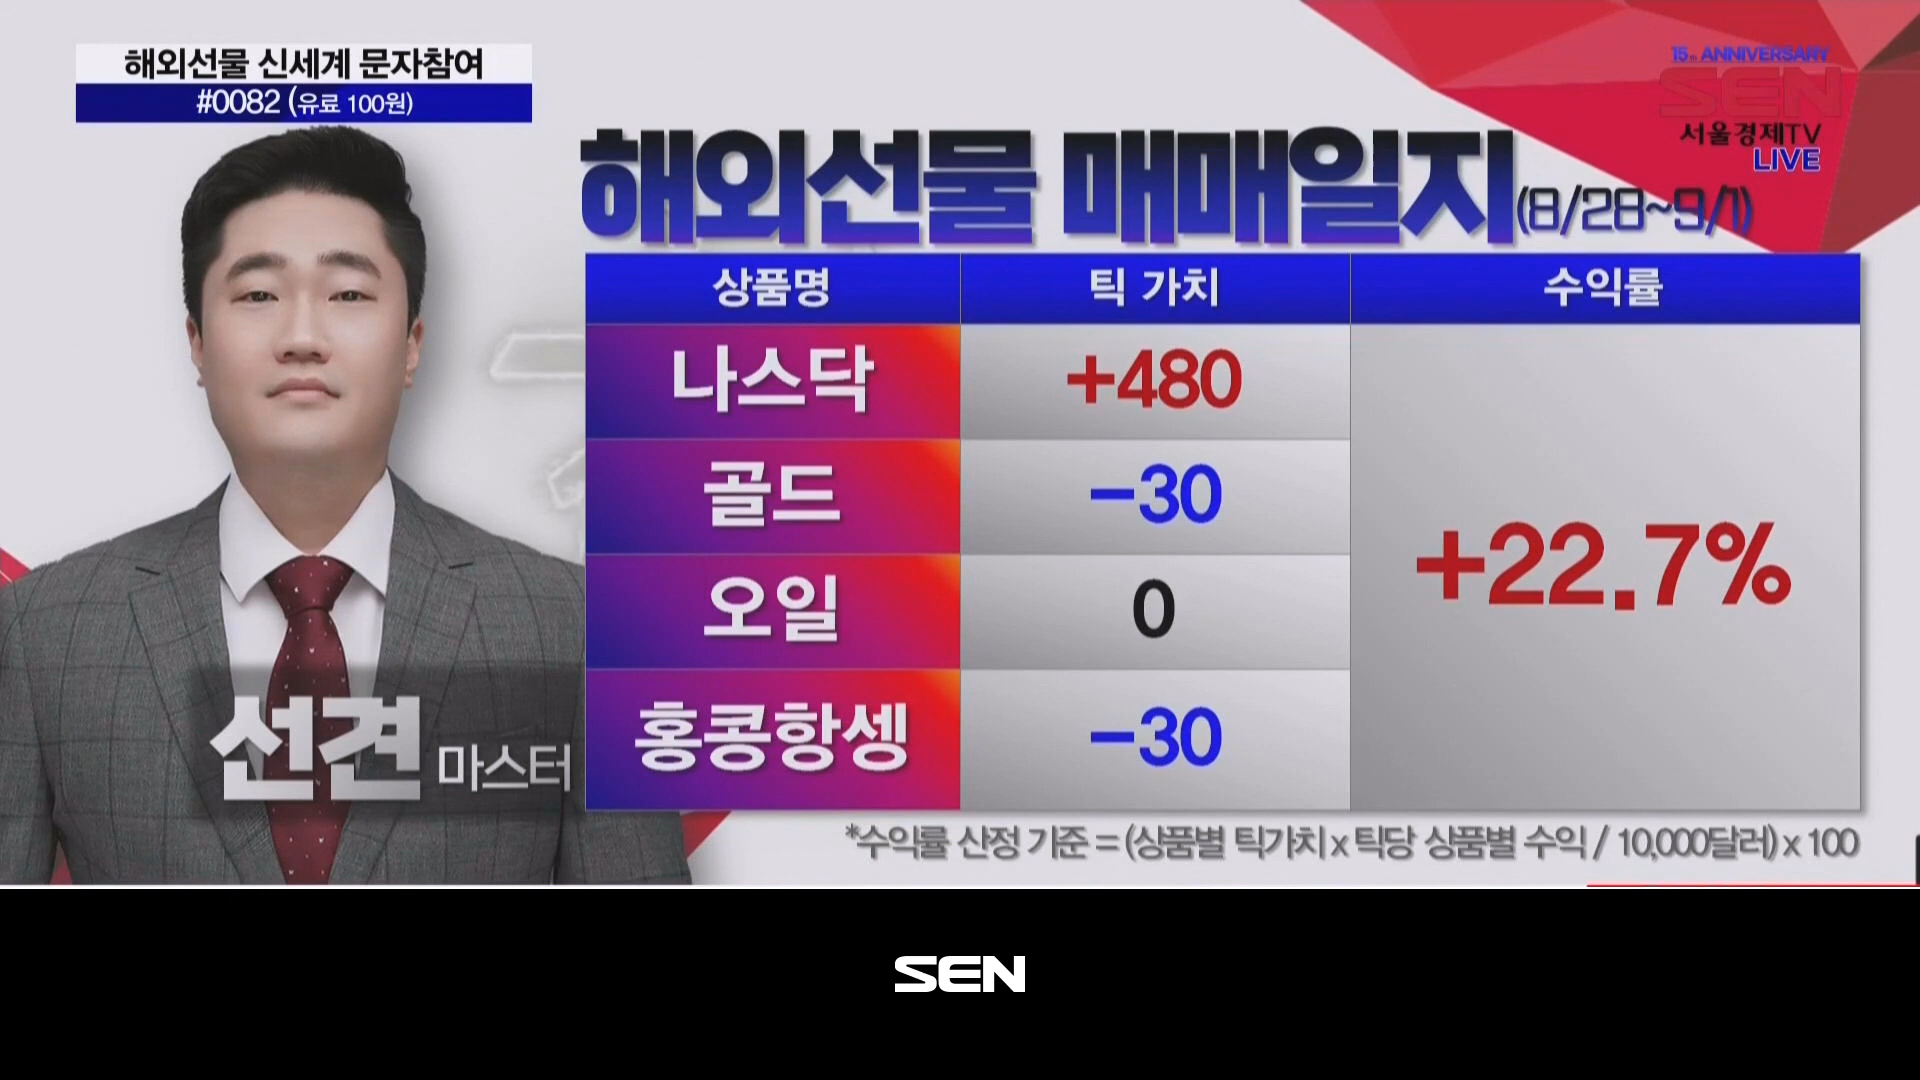 해외선물 신세계 문자참여
#0082 (유료 100원)
15th ANNIVERSARY
SEN
서울경제TV
LIVE
해외선물 매매일지(8/28~9/1)
상품명 틱 가치 수익률
나스닥 +480
골드 -30
+22.7%
오일 0
홍콩항셍 -30
선견 마스터
*수익률 산정 기준 = (상품별 틱가치 x 틱당 상품별 수익 / 10,000달러) x 100
SEN